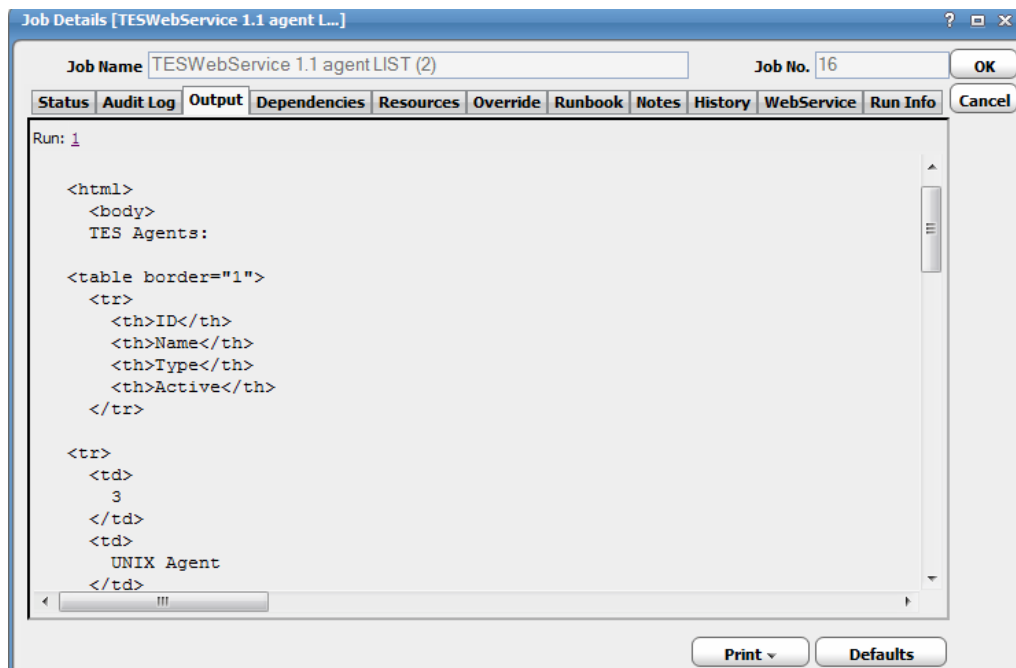 Job Details [TESWebService 1.1 agent L...]
Job Name TESWebService 1.1 agent LIST (2) Job No. 16 OK
Status Audit Log Output Dependencies Resources Override Runbook Notes History WebService Run Info Cancel
Run: 1
<html>
<body>
TES Agents:
<table border="1">
<tr>
<th>ID</th>
<th>Name</th>
<th>Type</th>
<th>Active</th>
</tr>
<tr>
<td>
3
</td>
<td>
UNIX Agent
</td>
Print Defaults